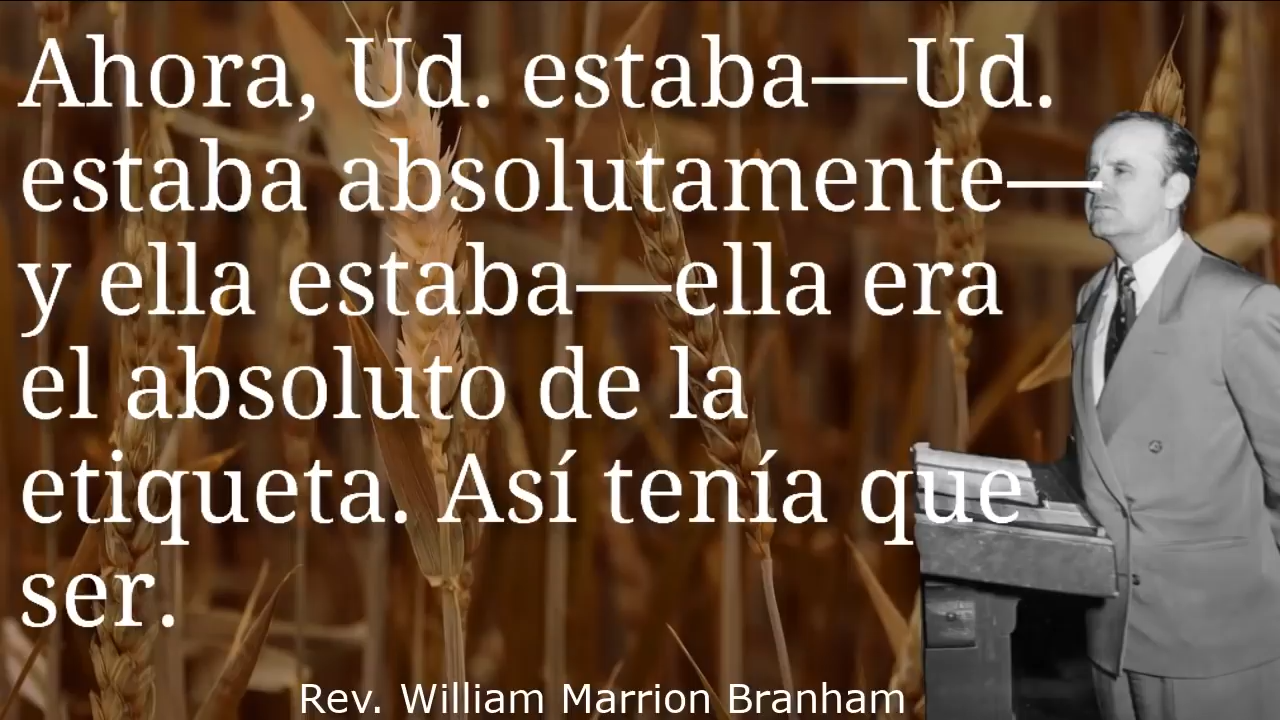 Ahora, Ud. estaba—Ud.
estaba absolutamente—
y ella estaba—ella era
el absoluto de la
etiqueta. Así tenía que
ser.
Rev. William Marrion Branham